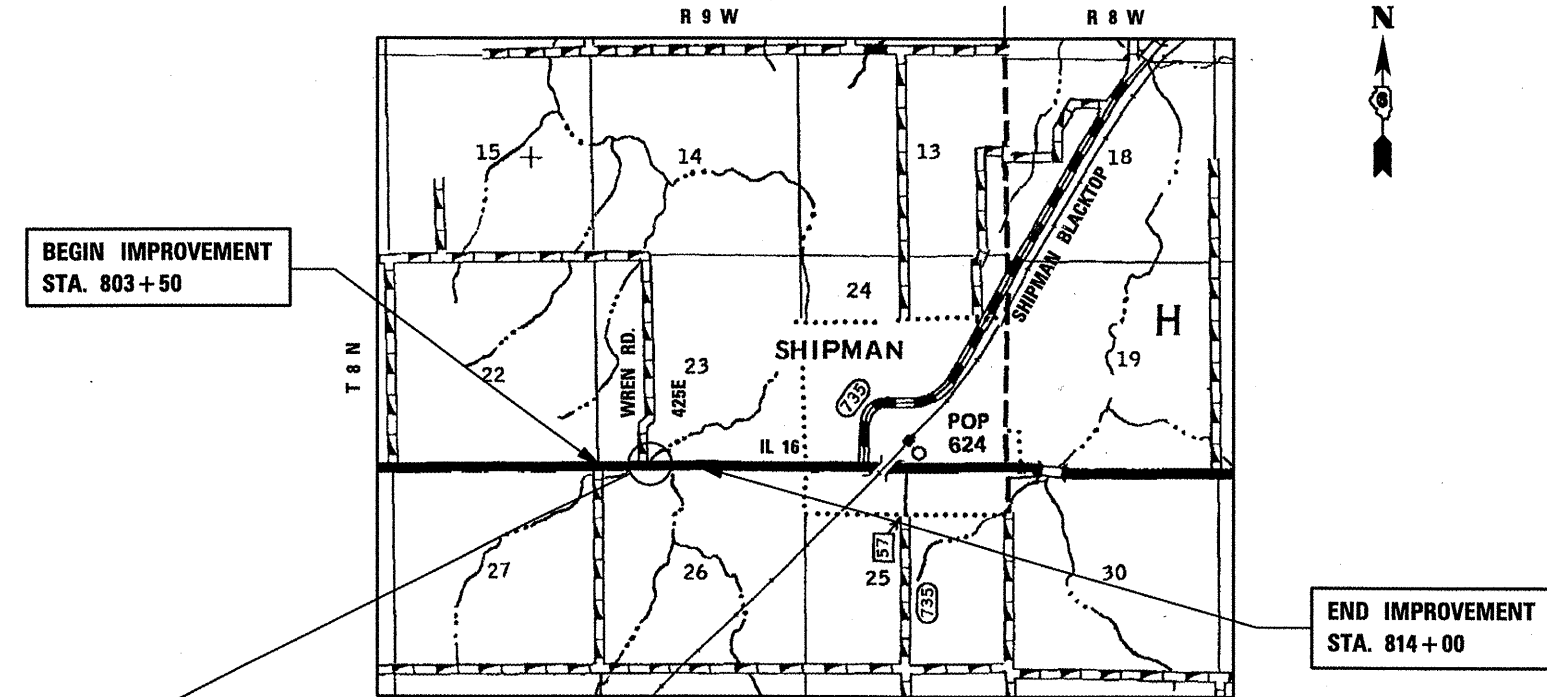 R 9 W
R 8 W
N
15
14
13
18
BEGIN IMPROVEMENT
STA. 803+50
SHIPMAN BLACKTOP
24
H
T 8 N
SHIPMAN
22
WREN RD.
23
425E
19
735
POP
624
IL 16
27
26
57
25
735
30
END IMPROVEMENT
STA. 814+00